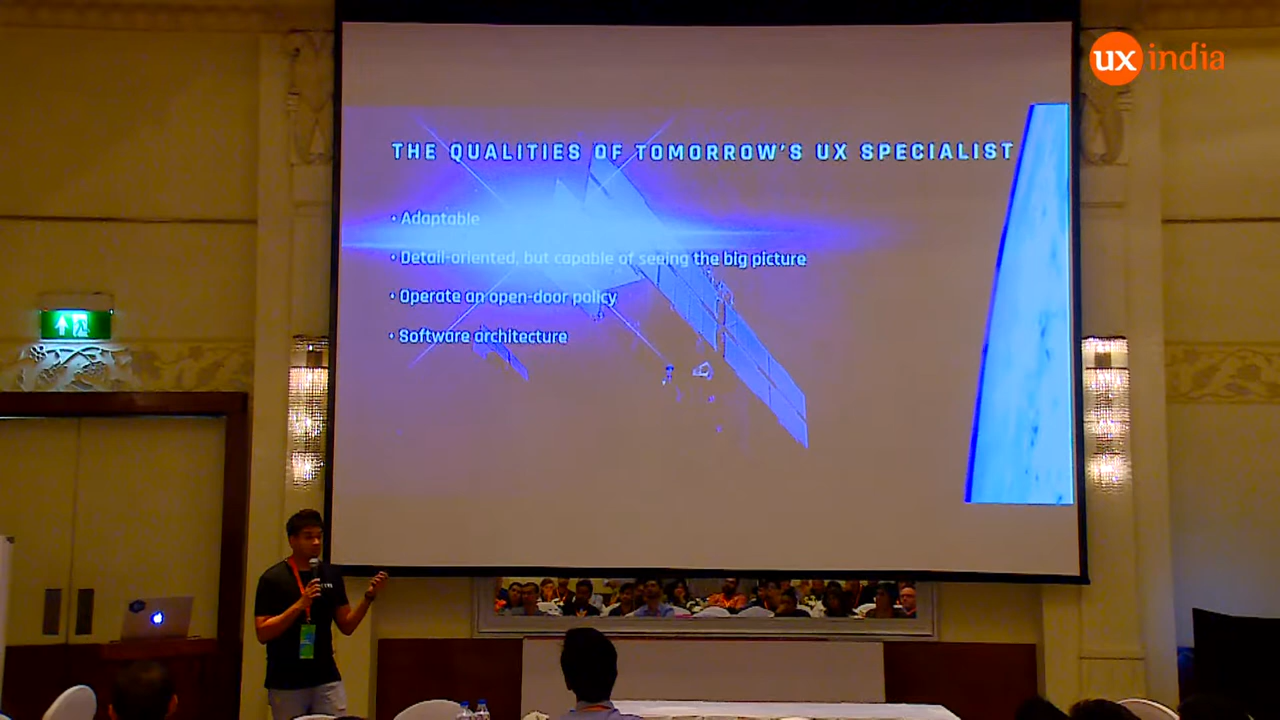 ux india
THE QUALITIES OF TOMORROW'S UX SPECIALIST
• Adaptable
• Detail-oriented, but capable of seeing the big picture
• Operate an open-door policy
• Software architecture